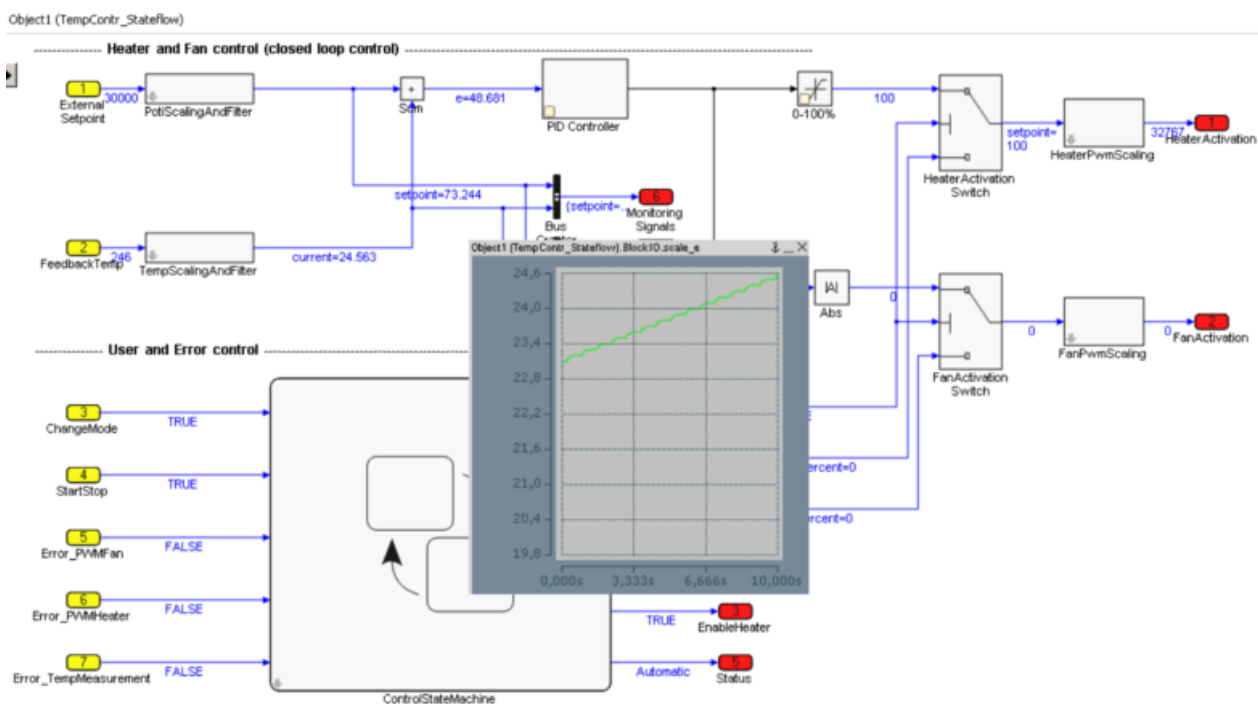 Object1 (TempContr_Stateflow)
Heater and Fan control (closed loop control)
1
External
Setpoint
30000
PotiScalingAndFilter
+
Sum
e=48.681
PID Controller
0-100%
100
HeaterActivation
Switch
setpoint=
100
HeaterPwmScaling
32767
1
HeaterActivation
setpoint=73.244
Bus
(setpoint=...
6
Monitoring
Signals
2
FeedbackTemp
246
TempScalingAndFilter
current=24.563
Object1 (TempContr_Stateflow).Block10.scale_e
24,6
24,0
23,4
22,8
22,2
21,6
21,0
20,4
19,8
0,000s 3,333s 6,666s 10,000s
|A|
Abs
0
FanActivation
Switch
0
FanPwmScaling
0
2
FanActivation
ercent=0
rcent=0
User and Error control
3
ChangeMode
TRUE
4
StartStop
TRUE
5
Error_PWMFan
FALSE
6
Error_PWMHeater
FALSE
7
Error_TempMeasurement
FALSE
ControlStateMachine
TRUE
3
EnableHeater
Automatic
5
Status